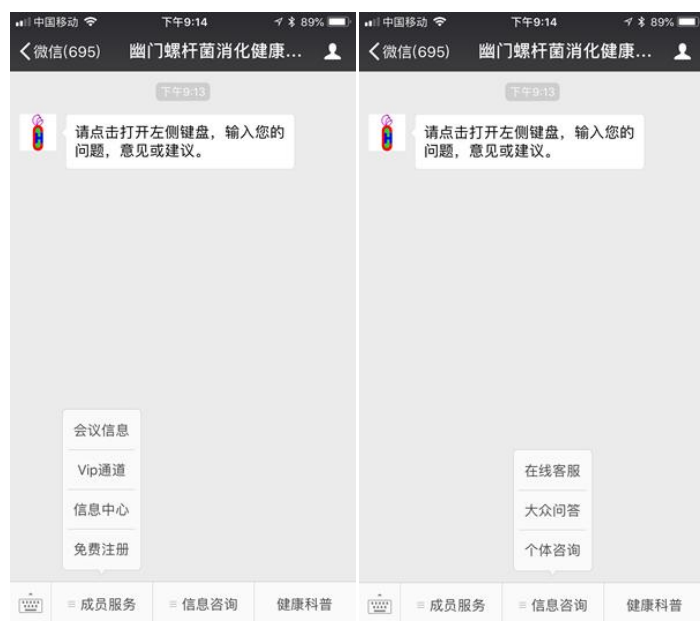 中国移动 下午9:14 89%
微信(695) 幽门螺杆菌消化健康...
下午9:13
请点击打开左侧键盘，输入您的
问题，意见或建议。
会议信息
Vip通道
信息中心
免费注册
成员服务 信息咨询 健康科普
中国移动 下午9:14 89%
微信(695) 幽门螺杆菌消化健康...
下午9:13
请点击打开左侧键盘，输入您的
问题，意见或建议。
在线客服
大众问答
个体咨询
成员服务 信息咨询 健康科普